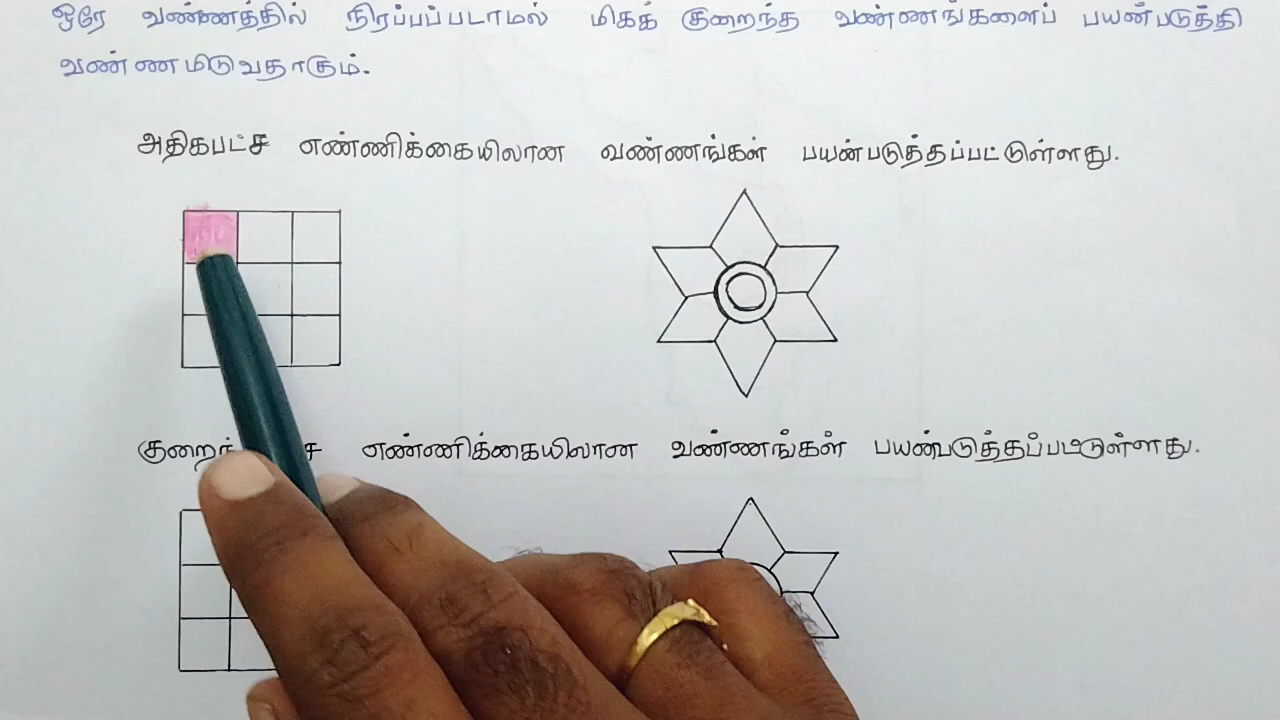 ஒரே வண்ணத்தில் நிரப்பப்படாமல் மிகக் குறைந்த வண்ணங்களைப் பயன்படுத்தி
வண்ணமிடுவதாகும்.
அதிகபட்ச எண்ணிக்கையிலான வண்ணங்கள் பயன்படுத்தப்பட்டுள்ளது.
எண்ணிக்கையிலான வண்ணங்கள் பயன்படுத்தப்பட்டுள்ளது.